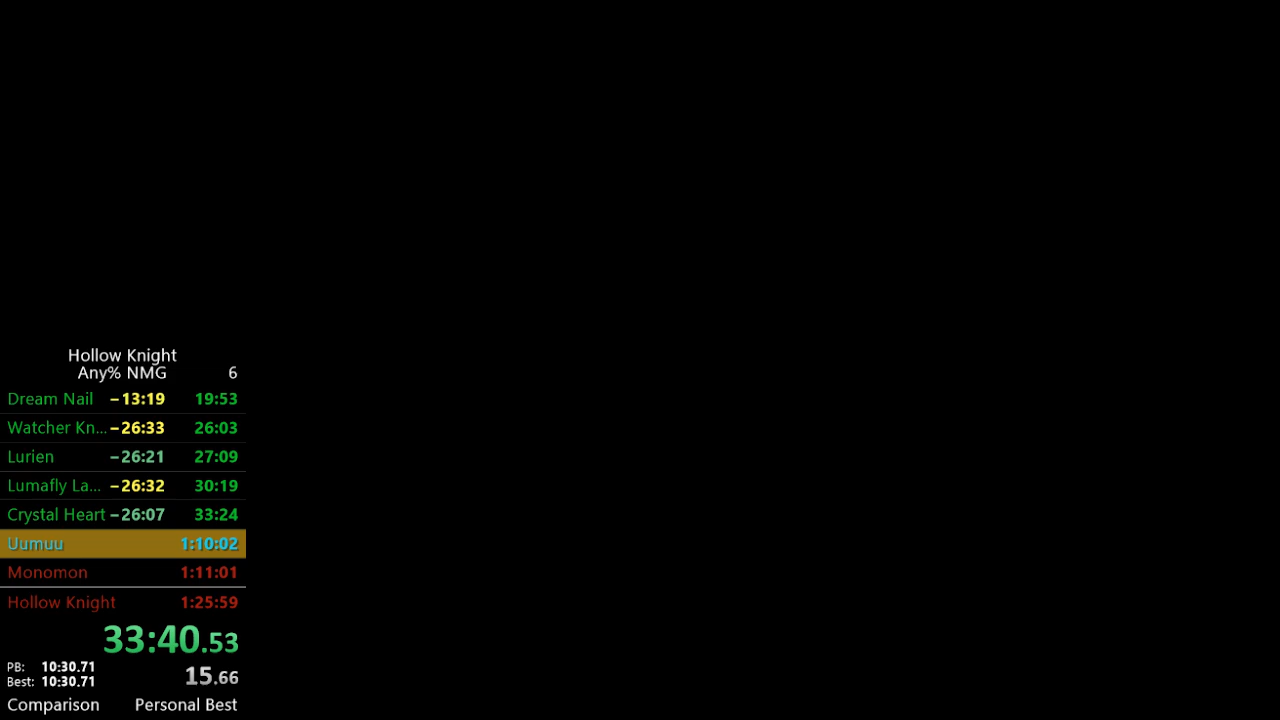 Hollow Knight
Any% NMG 6
Dream Nail −13:19 19:53
Watcher Kn... −26:33 26:03
Lurien −26:21 27:09
Lumafly La... −26:32 30:19
Crystal Heart −26:07 33:24
Uumuu 1:10:02
Monomon 1:11:01
Hollow Knight 1:25:59
33:40.53
PB: 10:30.71
Best: 10:30.71
15.66
Comparison Personal Best